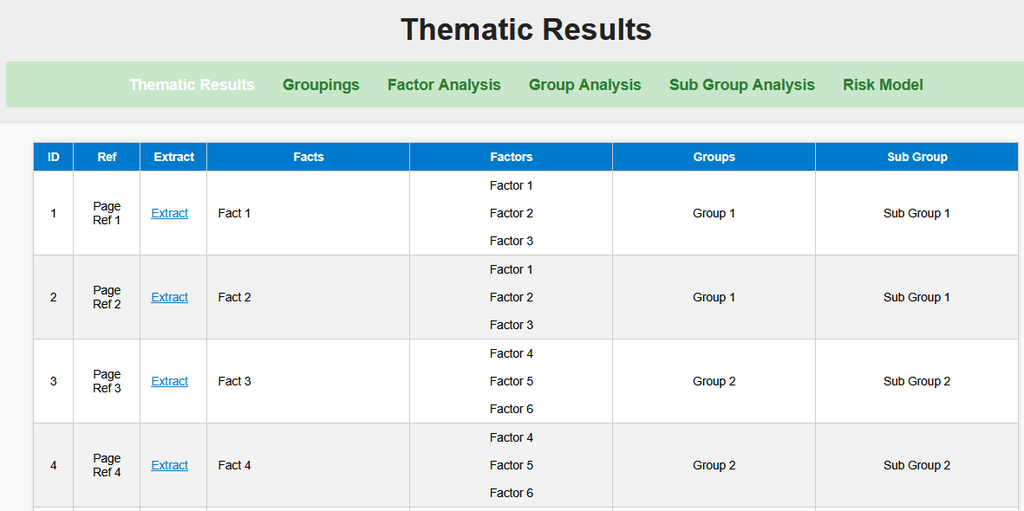 Thematic Results
Thematic Results Groupings Factor Analysis Group Analysis Sub Group Analysis Risk Model
ID Ref Extract Facts Factors Groups Sub Group
1 Page Ref 1 Extract Fact 1 Factor 1 Factor 2 Factor 3 Group 1 Sub Group 1
2 Page Ref 2 Extract Fact 2 Factor 1 Factor 2 Factor 3 Group 1 Sub Group 1
3 Page Ref 3 Extract Fact 3 Factor 4 Factor 5 Factor 6 Group 2 Sub Group 2
4 Page Ref 4 Extract Fact 4 Factor 4 Factor 5 Factor 6 Group 2 Sub Group 2